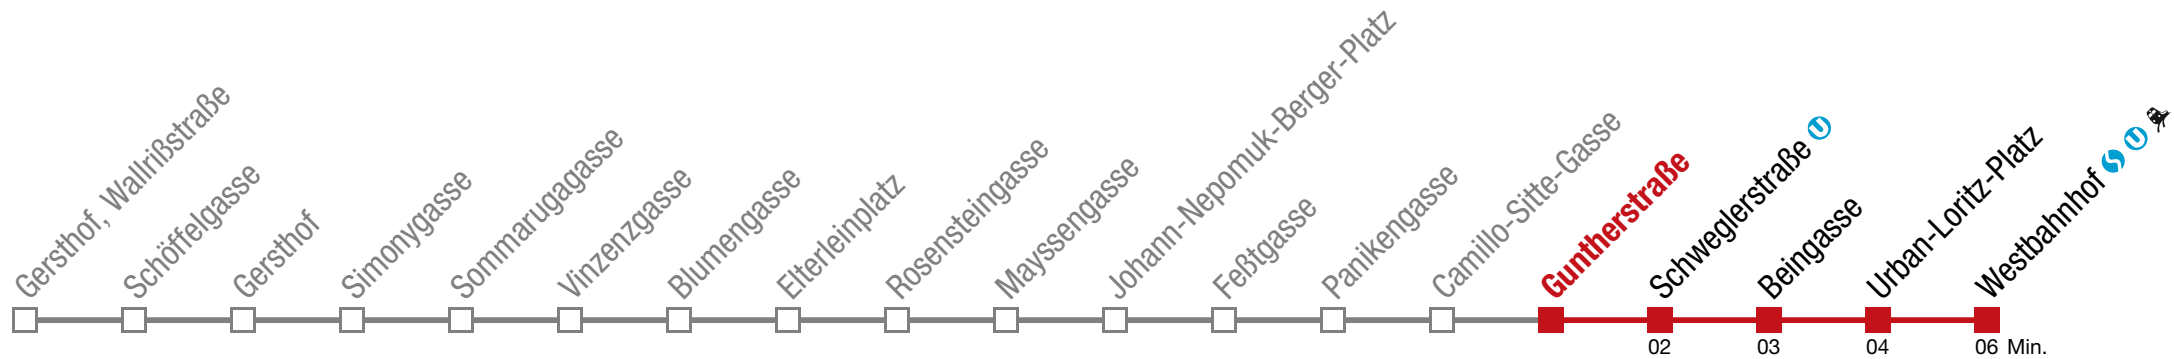 Gersthof, Wallrißstraße
Schöffelgasse
Gersthof
Simonygasse
Sommarugagasse
Vinzenzgasse
Blumengasse
Elterleinplatz
Rosensteingasse
Mayssengasse
Johann-Nepomuk-Berger-Platz
Feßtgasse
Panikengasse
Camillo-Sitte-Gasse
Guntherstraße
Schweglerstraße U
Beingasse
Urban-Loritz-Platz
Westbahnhof S U
02 03 04 06 Min.